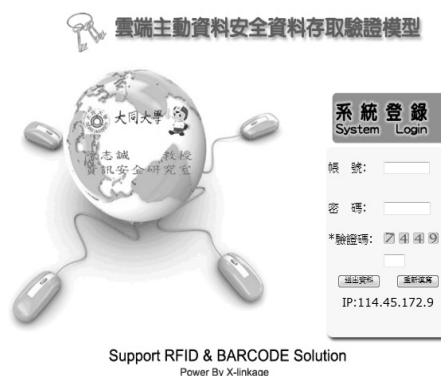 雲端主動資料安全資料存取驗證模型
大同大學
志誠 教授
資訊安全研究室
系統登錄
System Login
帳 號:
密 碼:
*驗證碼: 7 4 4 9
送出資料 重新填寫
IP:114.45.172.9
Support RFID & BARCODE Solution
Power By X-linkage